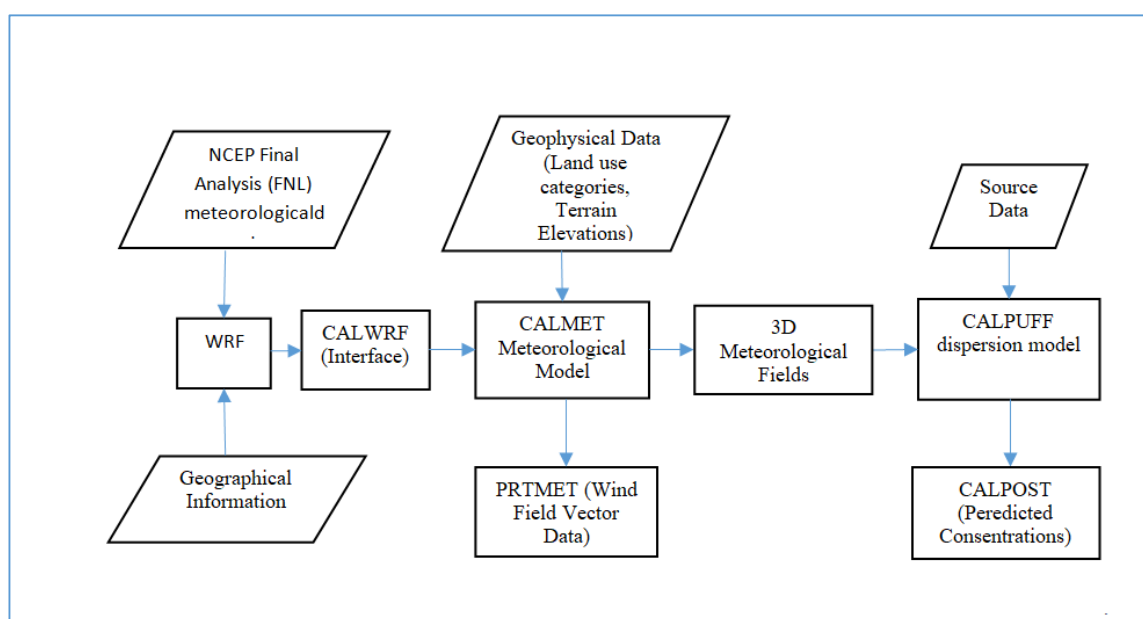 NCEP Final
Analysis (FNL)
meteorologicald
Geophysical Data
(Land use
categories,
Terrain
Elevations)
Source
Data
WRF
CALWRF
(Interface)
CALMET
Meteorological
Model
3D
Meteorological
Fields
CALPUFF
dispersion model
Geographical
Information
PRTMET (Wind
Field Vector
Data)
CALPOST
(Peredicted
Consentrations)